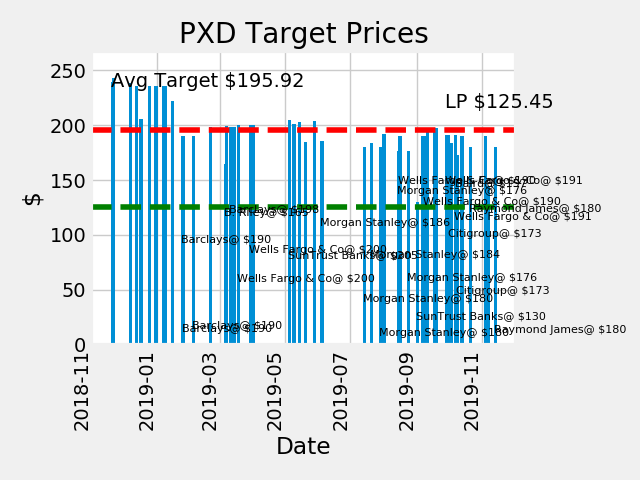 PXD Target Prices
Avg Target $195.92
LP $125.45
250
200
150
100
50
0
$
Wells Fargo & Co@ $191
Morgan Stanley@ $176
Wells Fargo & Co@ $190
Raymond James@ $180
Barclays@ $198
Wells Fargo & Co@ $191
Morgan Stanley@ $186
Citigroup@ $173
Barclays@ $190
Wells Fargo & Co@ $200
SunTrust Banks@ $205
Morgan Stanley@ $184
Wells Fargo & Co@ $200
Morgan Stanley@ $176
Citigroup@ $173
Morgan Stanley@ $180
SunTrust Banks@ $130
Barclays@ $190
Barclays@ $190
Morgan Stanley@ $180
Raymond James@ $180
2018-11
2019-01
2019-03
2019-05
2019-07
2019-09
2019-11
Date